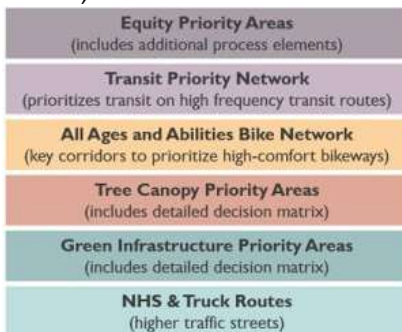 Equity Priority Areas
(includes additional process elements)
Transit Priority Network
(prioritizes transit on high frequency transit routes)
All Ages and Abilities Bike Network
(key corridors to prioritize high-comfort bikeways)
Tree Canopy Priority Areas
(includes detailed decision matrix)
Green Infrastructure Priority Areas
(includes detailed decision matrix)
NHS & Truck Routes
(higher traffic streets)